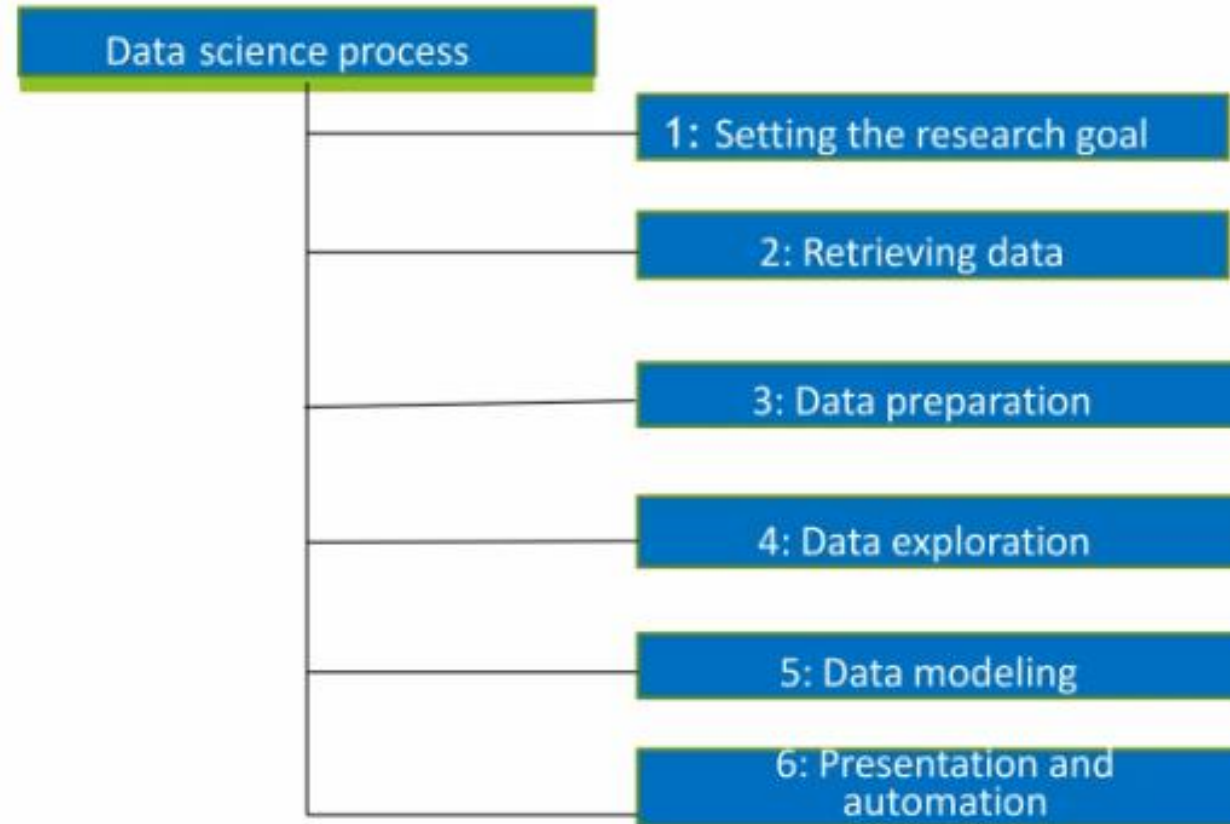 Data science process
1: Setting the research goal
2: Retrieving data
3: Data preparation
4: Data exploration
5: Data modeling
6: Presentation and
automation